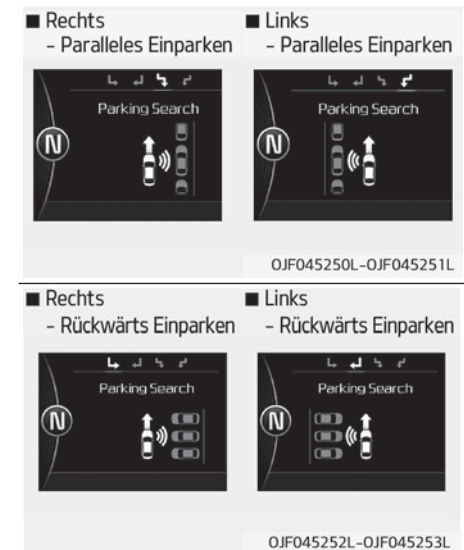 ■ Rechts
– Paralleles Einparken
■ Links
– Paralleles Einparken
Parking Search
N
Parking Search
N
OJF045250L-OJF045251L
■ Rechts
– Rückwärts Einparken
■ Links
– Rückwärts Einparken
Parking Search
N
Parking Search
N
OJF045252L-OJF045253L